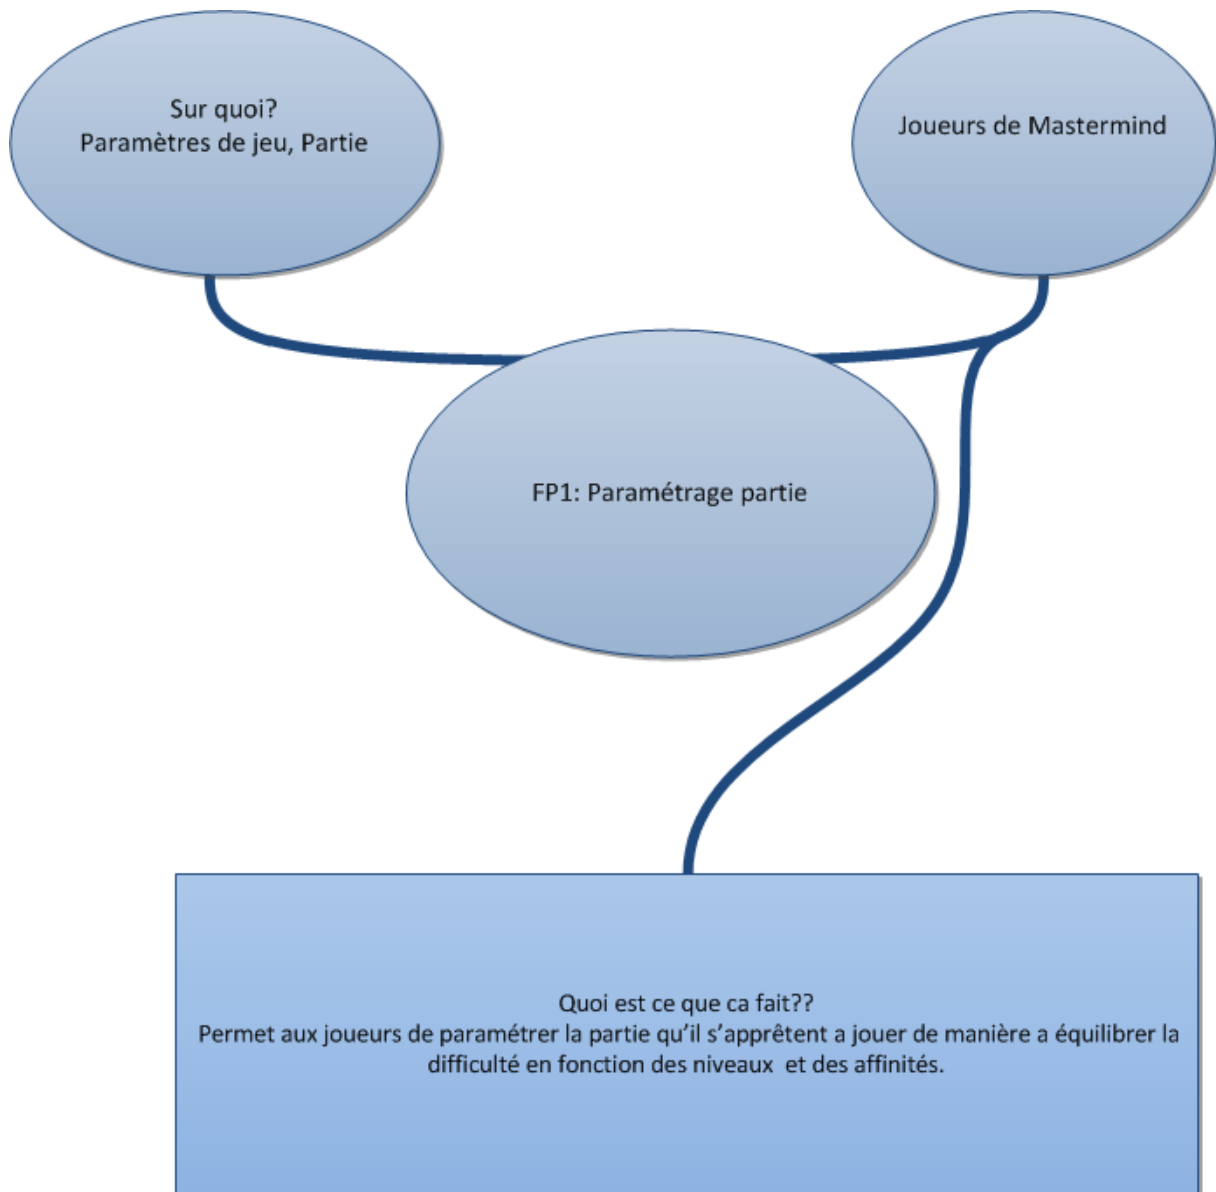 Sur quoi?
Paramètres de jeu, Partie
Joueurs de Mastermind
FP1: Paramétrage partie
Quoi est ce que ca fait??
Permet aux joueurs de paramétrer la partie qu’il s’apprêtent a jouer de manière a équilibrer la
difficulté en fonction des niveaux  et des affinités.